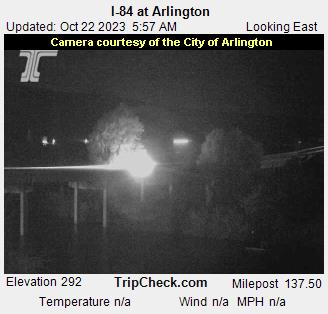 I-84 at Arlington
Updated: Oct 22 2023 5:57 AM Looking East
Camera courtesy of the City of Arlington
Elevation 292 TripCheck.com Milepost 137.50
Temperature n/a Wind n/a MPH n/a